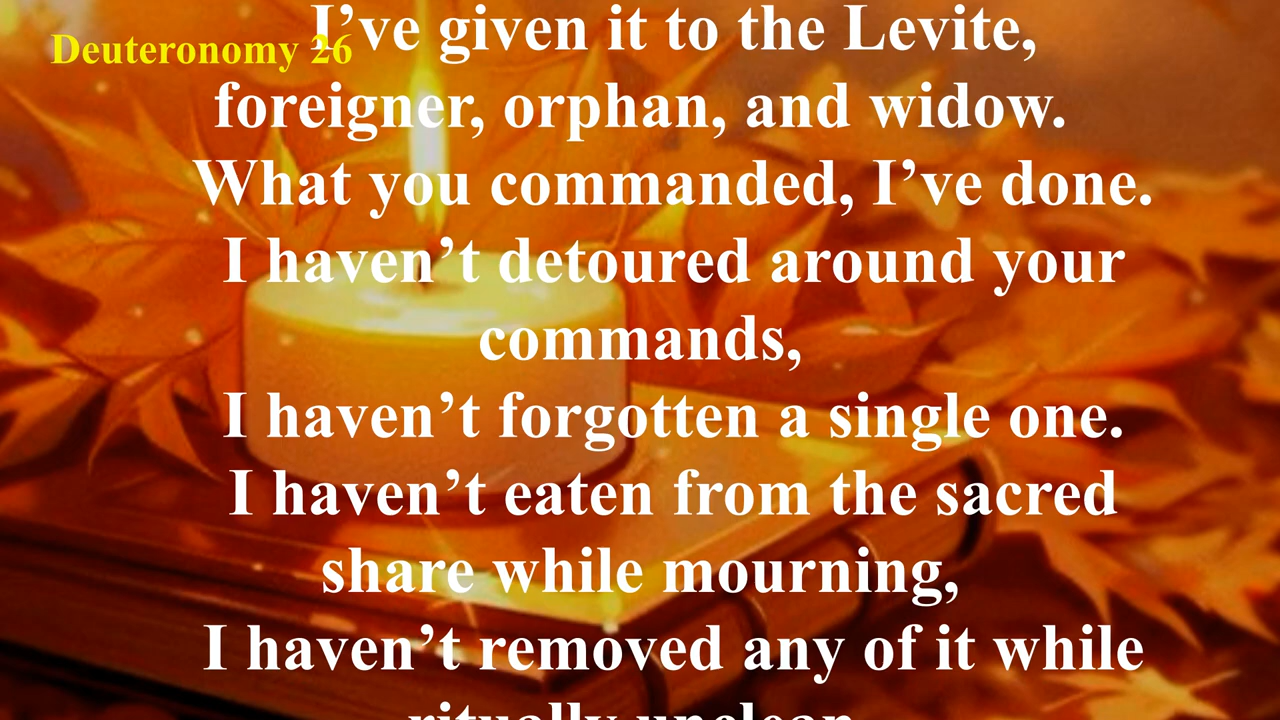 Deuteronomy 26
I’ve given it to the Levite,
foreigner, orphan, and widow.
What you commanded, I’ve done.
I haven’t detoured around your
commands,
I haven’t forgotten a single one.
I haven’t eaten from the sacred
share while mourning,
I haven’t removed any of it while
ritually unclean